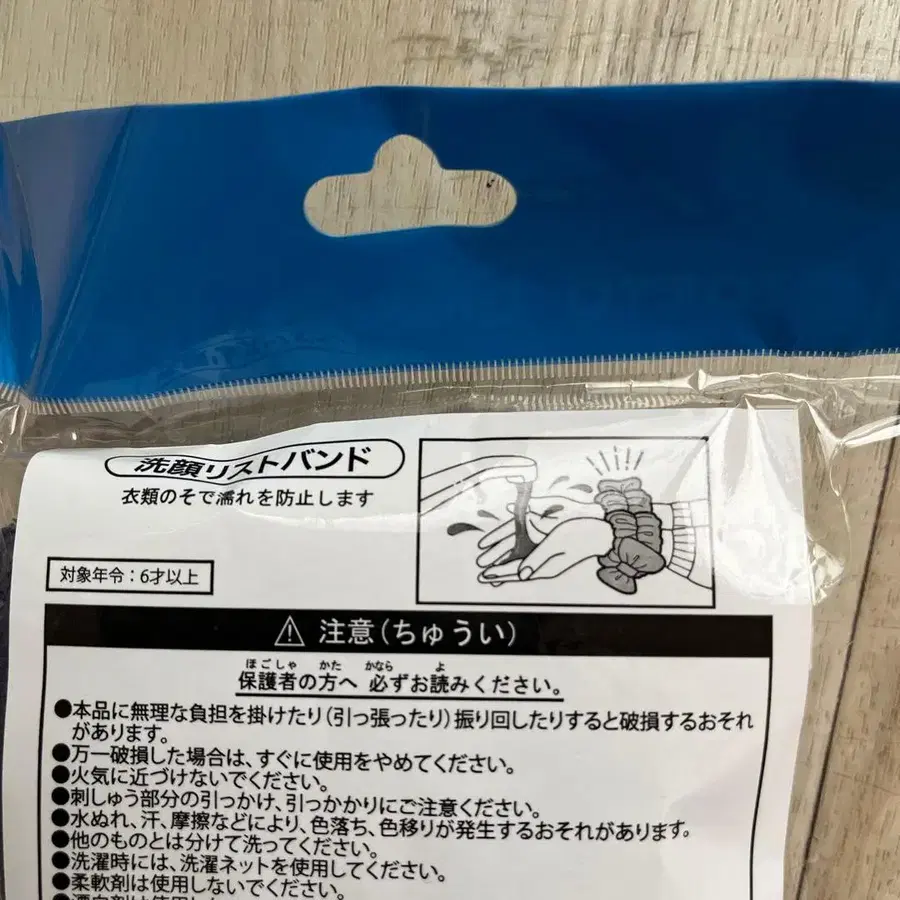 洗顔リストバンド
衣類のそで濡れを防止します
対象年令：6才以上
⚠ 注意（ちゅうい）
ほごしゃ かた かなら よ
保護者の方へ 必ずお読みください。
●本品に無理な負担を掛けたり（引っ張ったり）振り回したりすると破損するおそれ
があります。
●万一破損した場合は、すぐに使用をやめてください。
●火気に近づけないでください。
●刺しゅう部分の引っかけ、引っかかりにご注意ください。
●水ぬれ、汗、摩擦などにより、色落ち、色移りが発生するおそれがあります。
●他のものとは分けて洗ってください。
●洗濯時には、洗濯ネットを使用してください。
●柔軟剤は使用しないでください。